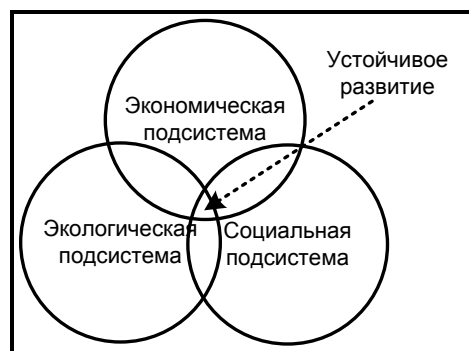 Устойчивое
развитие
Экономическая
подсистема
Экологическая
подсистема
Социальная
подсистема